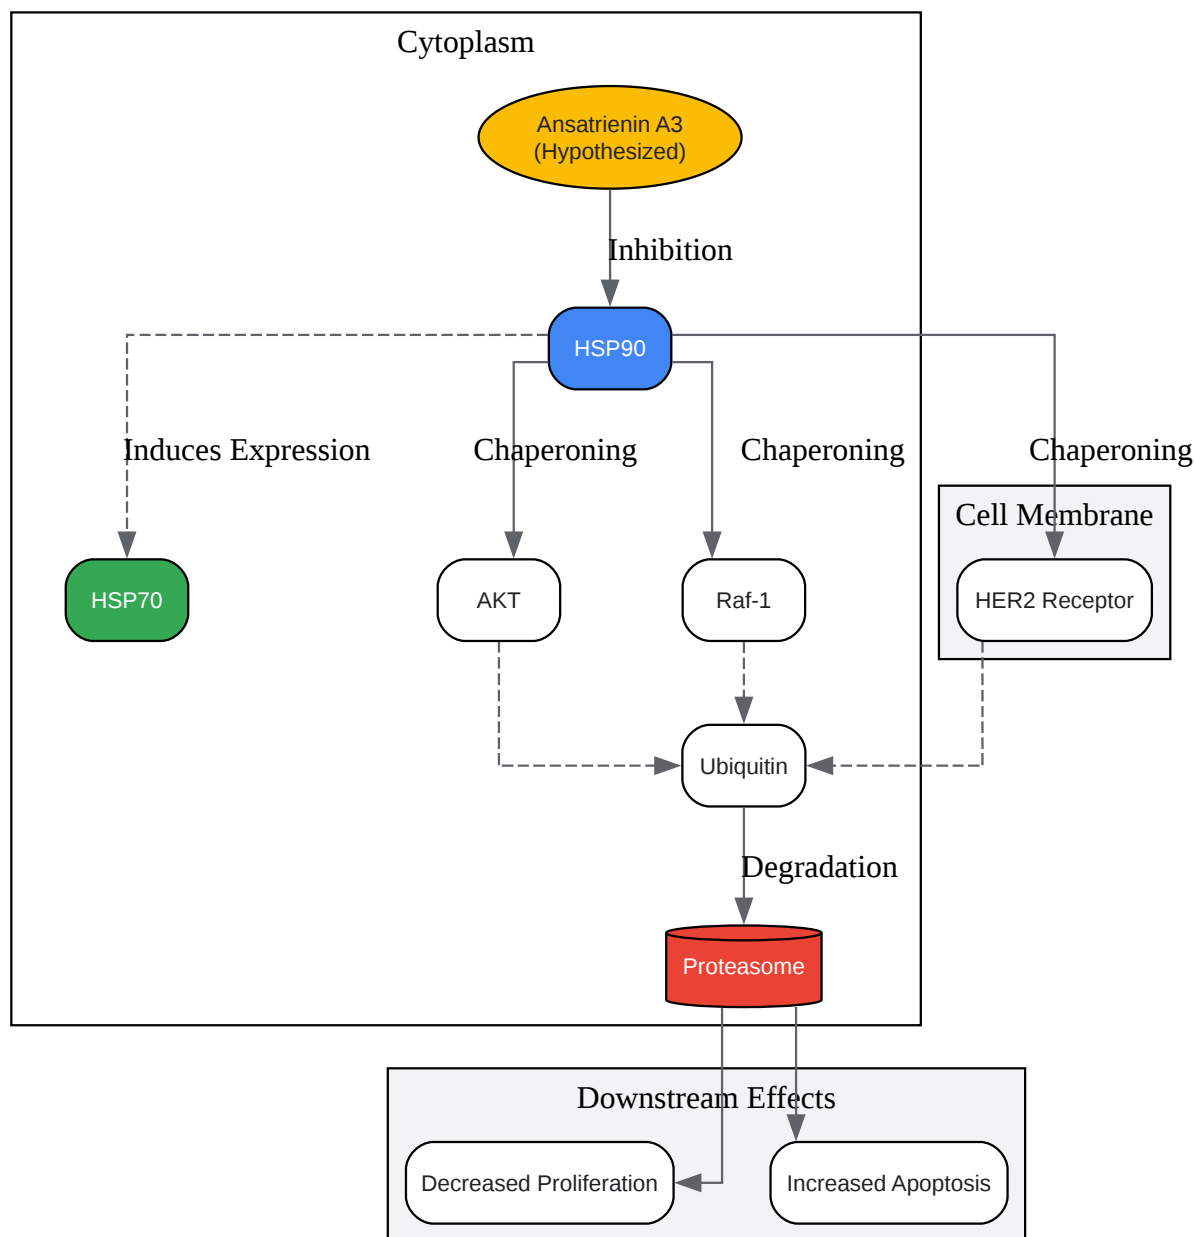 Cytoplasm
Ansatrienin A3
(Hypothesized)
Inhibition
HSP90
Induces Expression
Chaperoning
Chaperoning
Chaperoning
Cell Membrane
HSP70
AKT
Raf-1
HER2 Receptor
Ubiquitin
Degradation
Proteasome
Downstream Effects
Decreased Proliferation
Increased Apoptosis